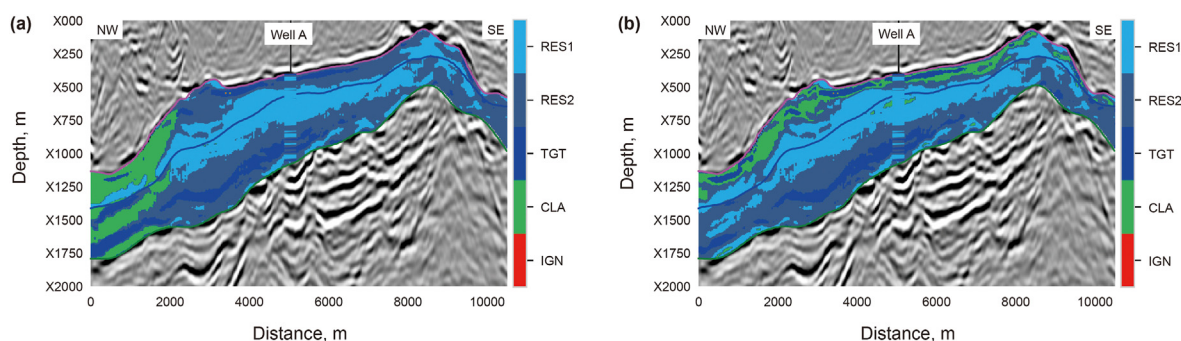 (a)
NW
Well A
SE
X000
X250
X500
X750
X1000
X1250
X1500
X1750
X2000
Depth, m
0
2000
4000
6000
8000
10000
Distance, m
RES1
RES2
TGT
CLA
IGN
(b)
NW
Well A
SE
X000
X250
X500
X750
X1000
X1250
X1500
X1750
X2000
Depth, m
0
2000
4000
6000
8000
10000
Distance, m
RES1
RES2
TGT
CLA
IGN